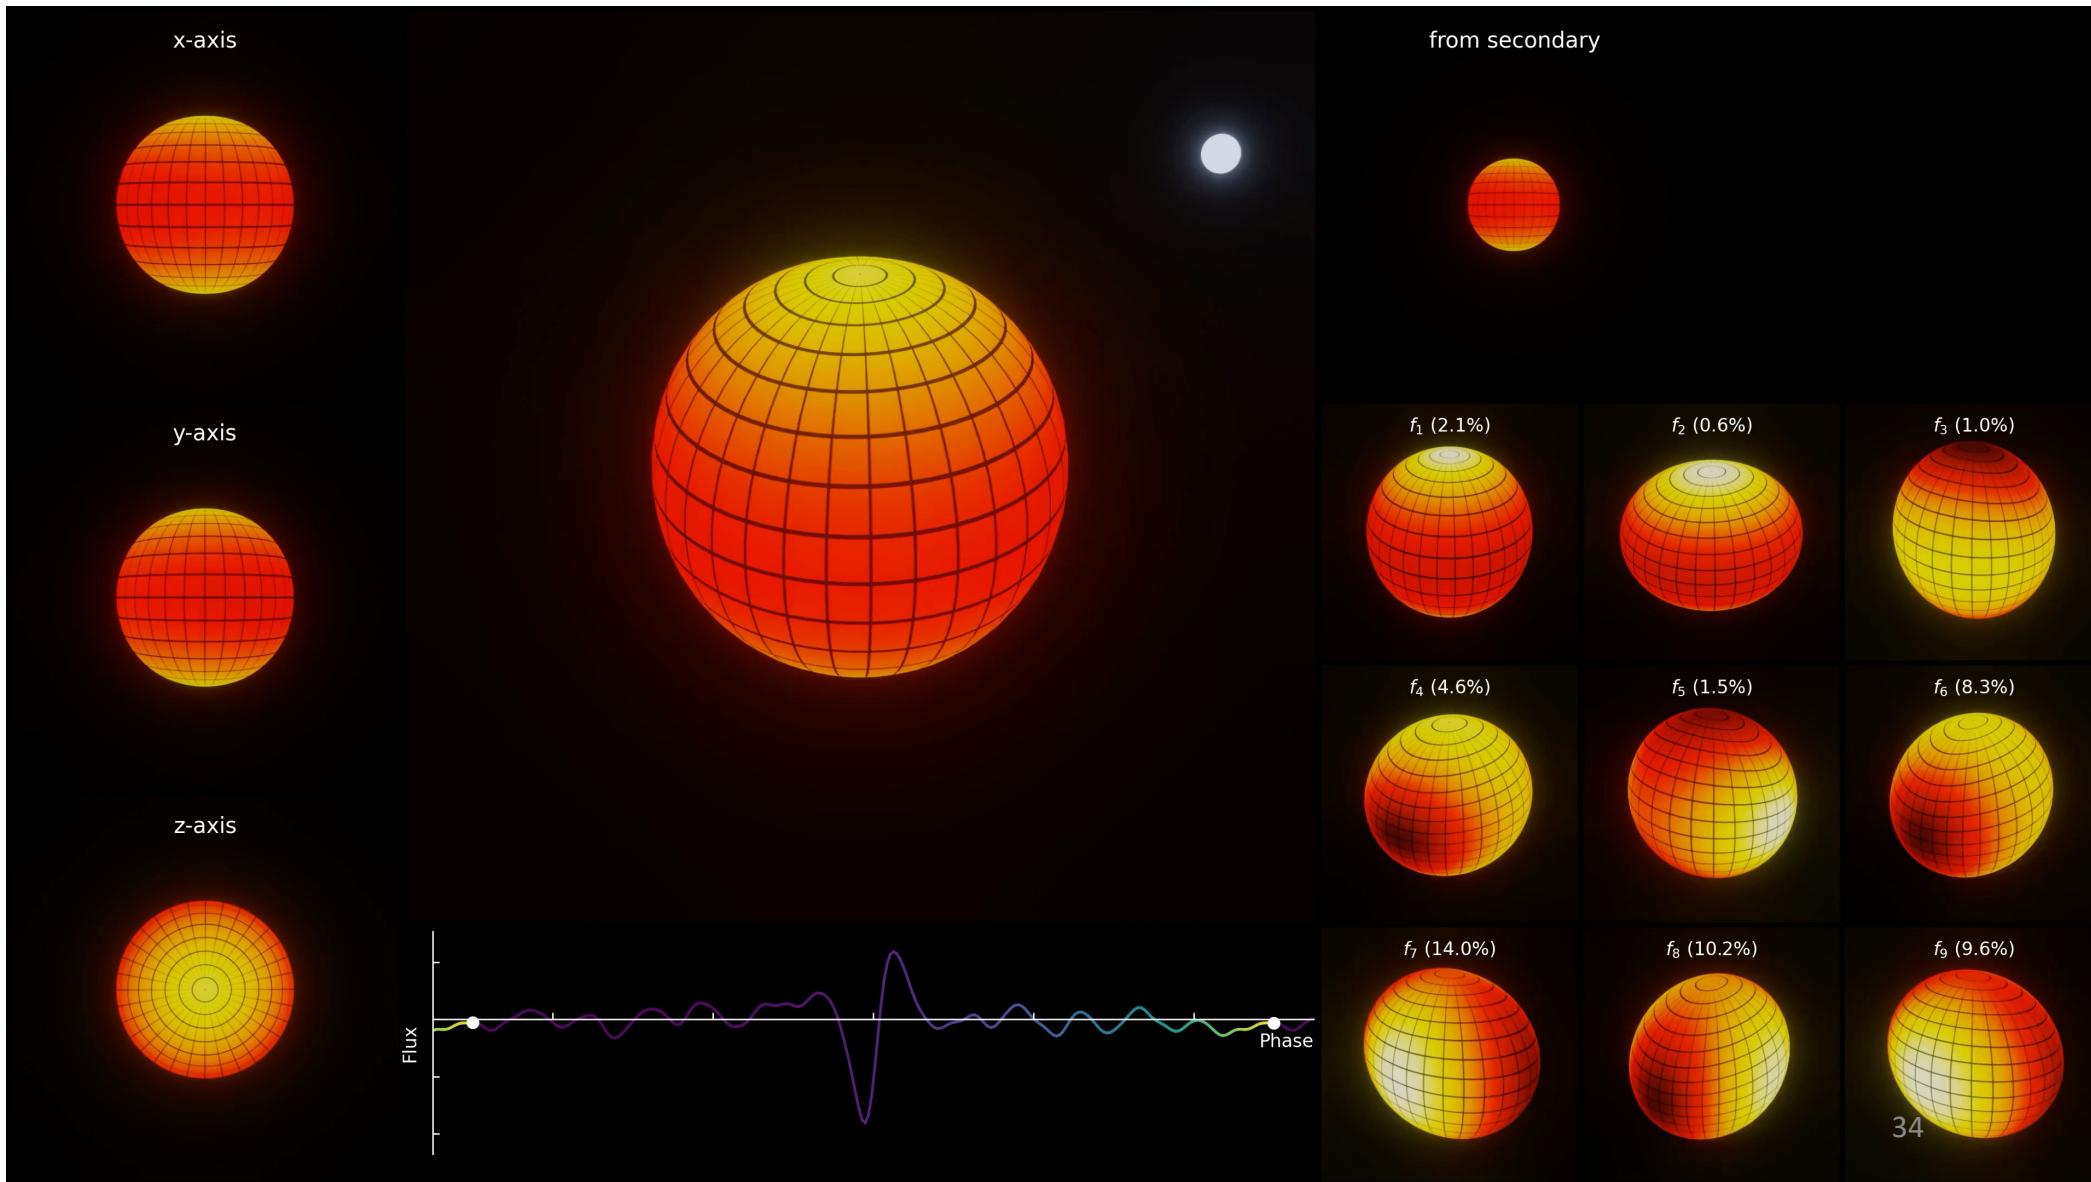 x-axis
from secondary
y-axis
z-axis
f₁ (2.1%)
f₂ (0.6%)
f₃ (1.0%)
f₄ (4.6%)
f₅ (1.5%)
f₆ (8.3%)
f₇ (14.0%)
f₈ (10.2%)
f₉ (9.6%)
Flux
Phase
34